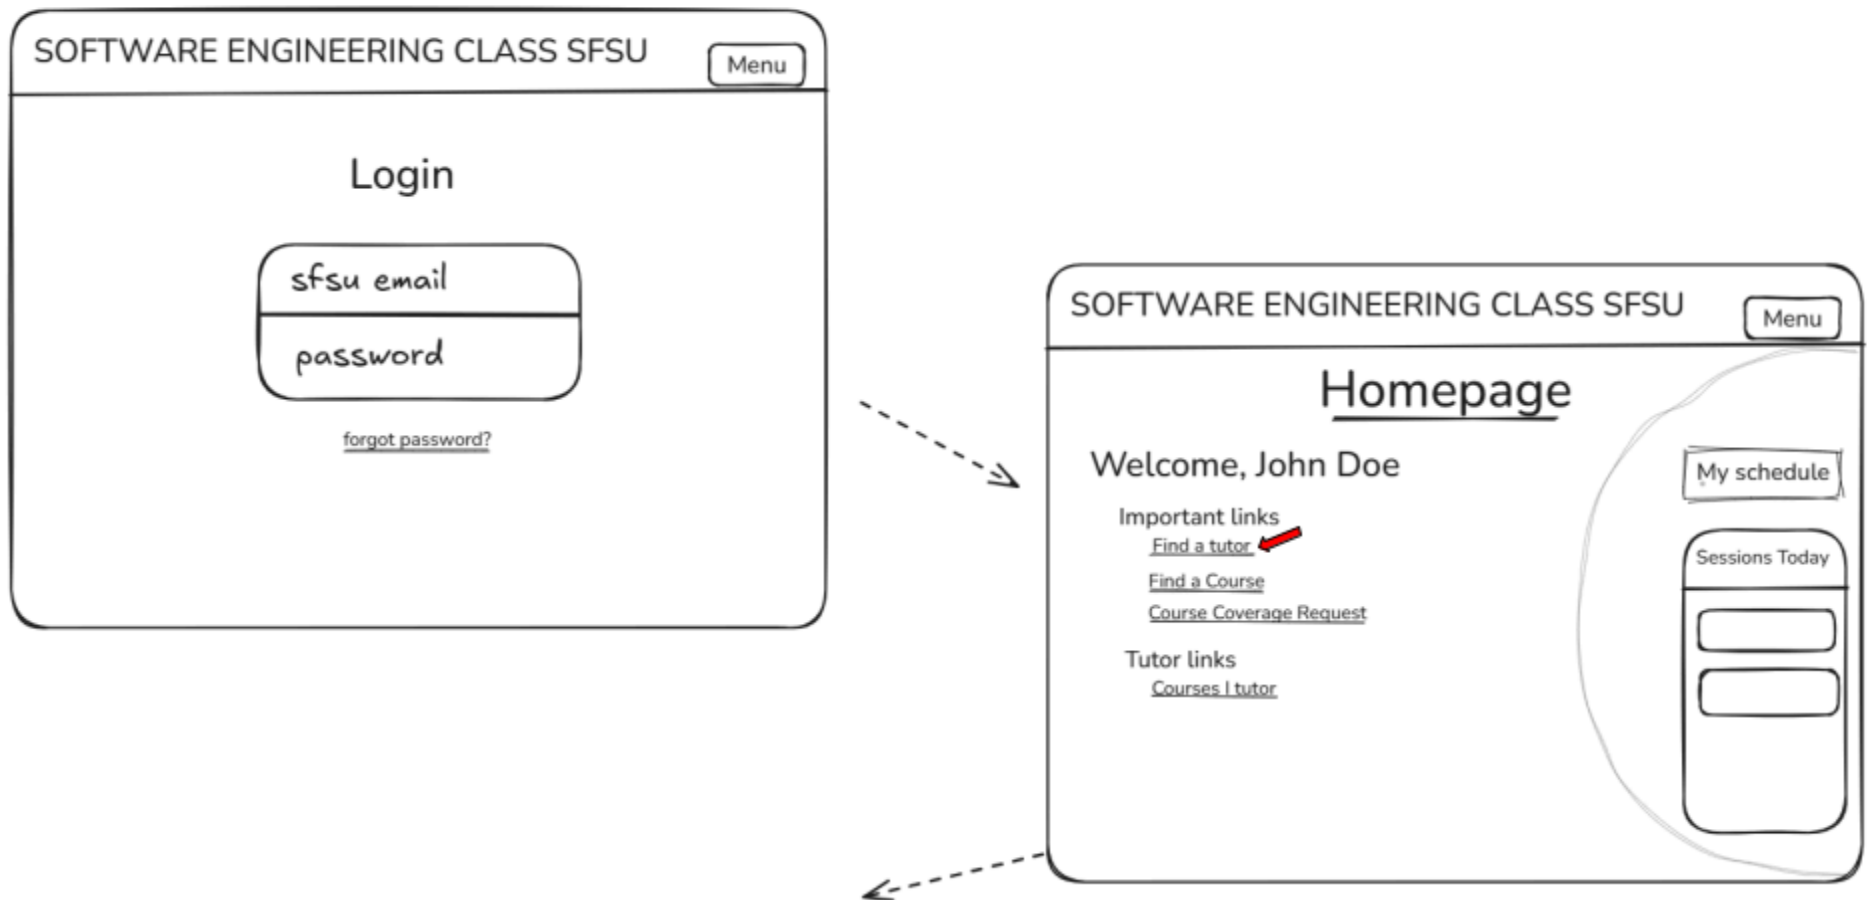 SOFTWARE ENGINEERING CLASS SFSU
Menu
Login
sfsu email
password
forgot password?
SOFTWARE ENGINEERING CLASS SFSU
Menu
Homepage
Welcome, John Doe
Important links
Find a tutor
Find a Course
Course Coverage Request
Tutor links
Courses I tutor
My schedule
Sessions Today